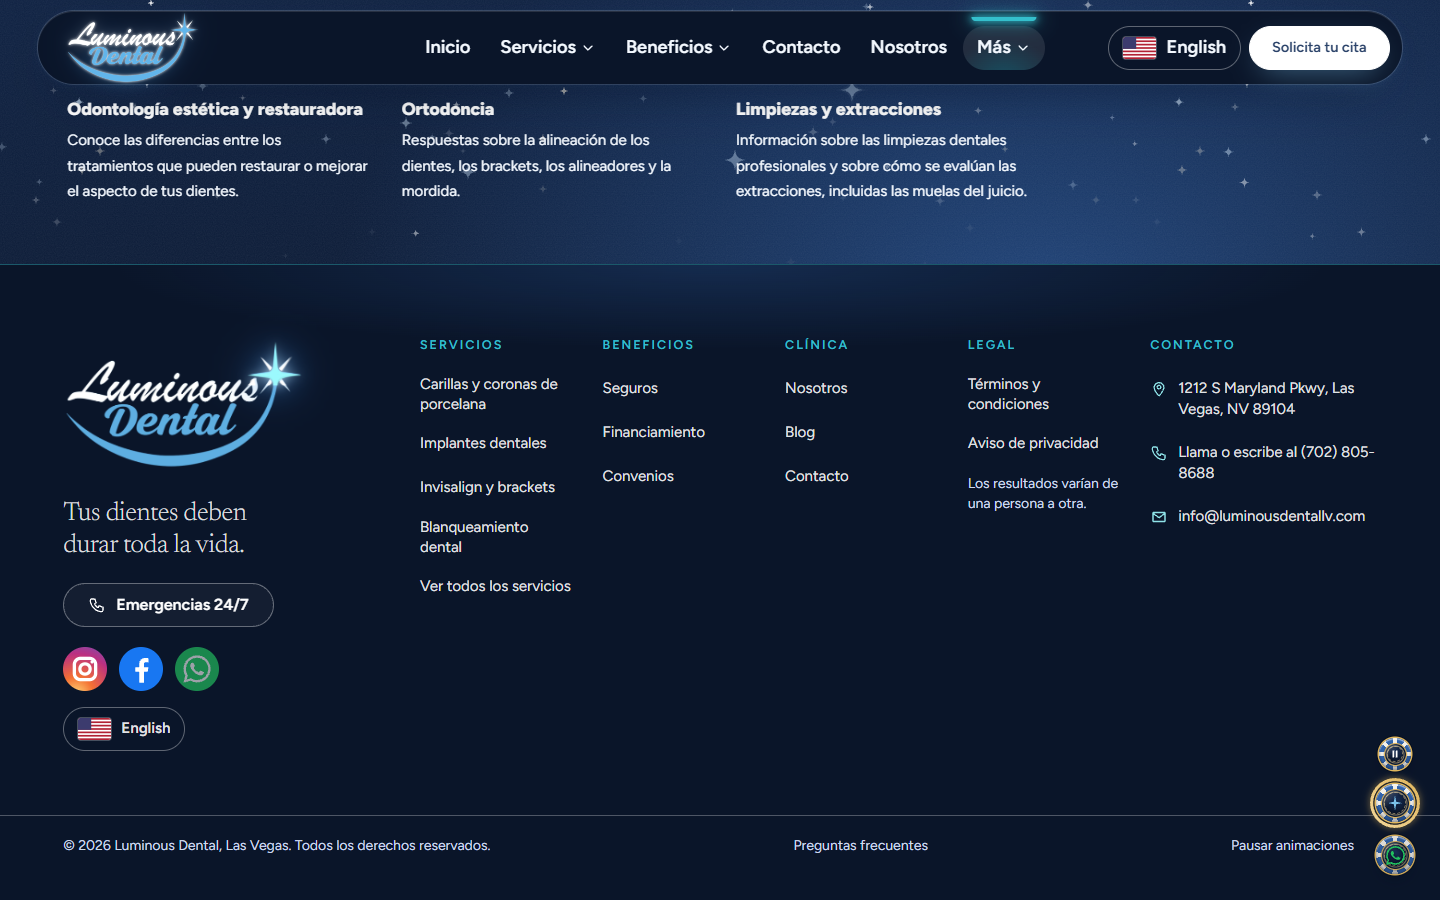 Luminous
Dental
Inicio
Servicios
Beneficios
Contacto
Nosotros
Más
English
Solicita tu cita
Odontología estética y restauradora
Conoce las diferencias entre los
tratamientos que pueden restaurar o mejorar
el aspecto de tus dientes.
Ortodoncia
Respuestas sobre la alineación de los
dientes, los brackets, los alineadores y la
mordida.
Limpiezas y extracciones
Información sobre las limpiezas dentales
profesionales y sobre cómo se evalúan las
extracciones, incluidas las muelas del juicio.
Luminous
Dental
Tus dientes deben
durar toda la vida.
Emergencias 24/7
English
SERVICIOS
Carillas y coronas de
porcelana
Implantes dentales
Invisalign y brackets
Blanqueamiento
dental
Ver todos los servicios
BENEFICIOS
Seguros
Financiamiento
Convenios
CLÍNICA
Nosotros
Blog
Contacto
LEGAL
Términos y
condiciones
Aviso de privacidad
Los resultados varían de
una persona a otra.
CONTACTO
1212 S Maryland Pkwy, Las
Vegas, NV 89104
Llama o escribe al (702) 805-
8688
info@luminousdentallv.com
© 2026 Luminous Dental, Las Vegas. Todos los derechos reservados.
Preguntas frecuentes
Pausar animaciones